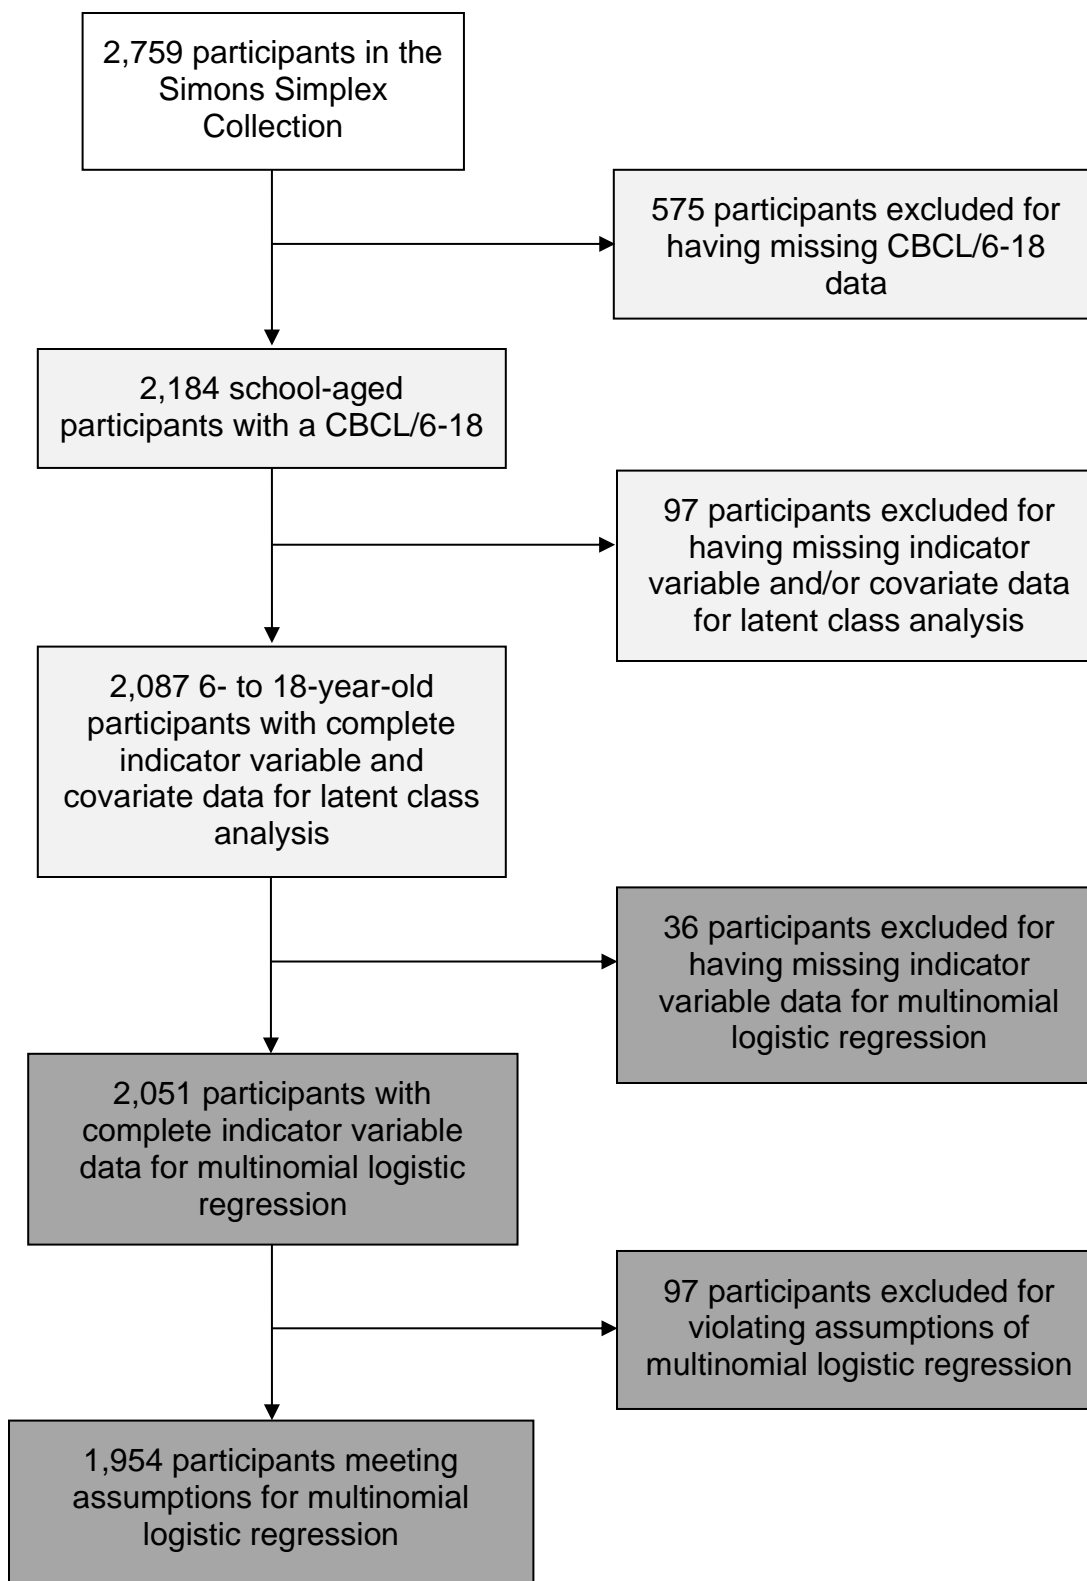 2,759 participants in the
Simons Simplex
Collection
575 participants excluded for
having missing CBCL/6-18
data
2,184 school-aged
participants with a CBCL/6-18
97 participants excluded for
having missing indicator
variable and/or covariate data
for latent class analysis
2,087 6- to 18-year-old
participants with complete
indicator variable and
covariate data for latent class
analysis
36 participants excluded for
having missing indicator
variable data for multinomial
logistic regression
2,051 participants with
complete indicator variable
data for multinomial logistic
regression
97 participants excluded for
violating assumptions of
multinomial logistic regression
1,954 participants meeting
assumptions for multinomial
logistic regression